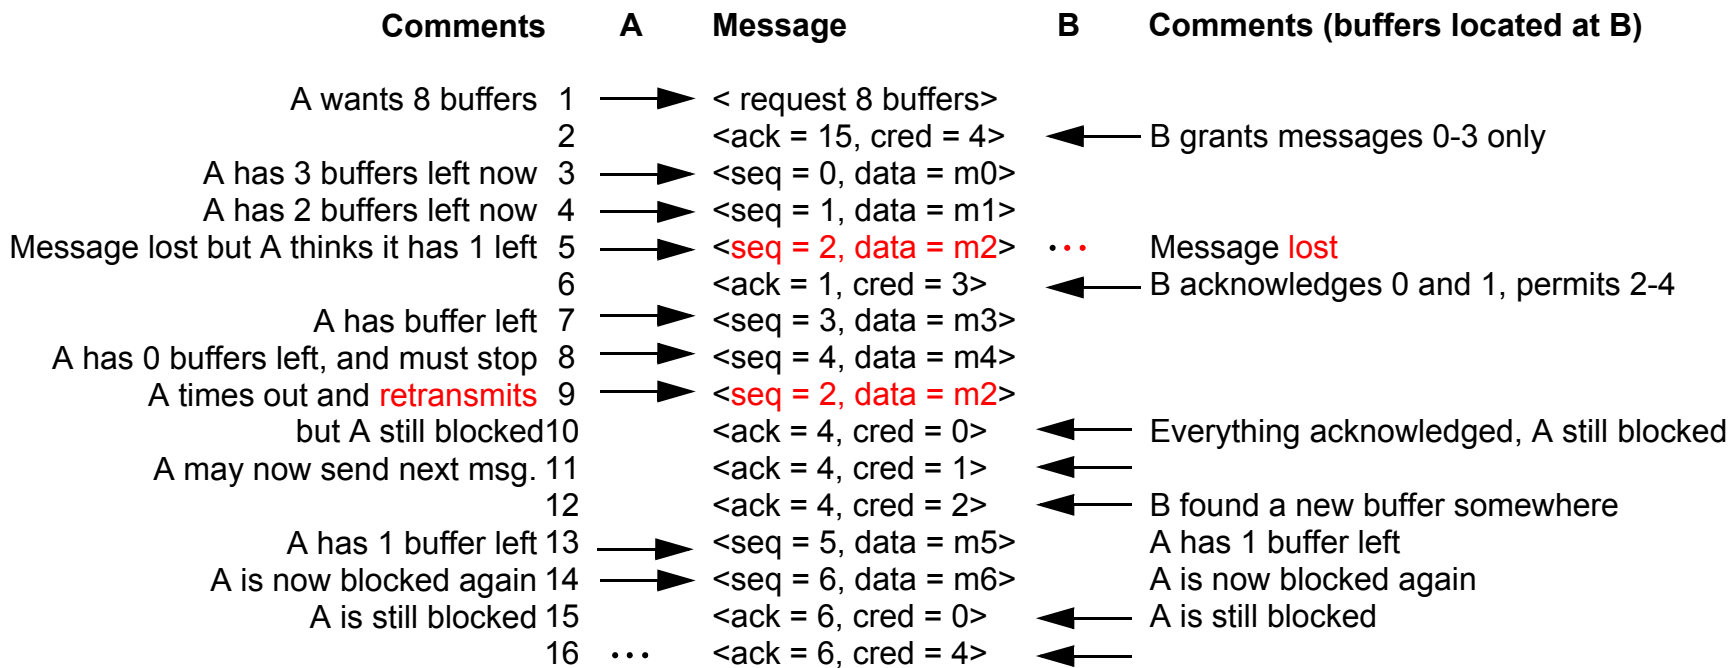 Comments A Message B Comments (buffers located at B)
A wants 8 buffers 1 < request 8 buffers>
2 <ack = 15, cred = 4> B grants messages 0-3 only
A has 3 buffers left now 3 <seq = 0, data = m0>
A has 2 buffers left now 4 <seq = 1, data = m1>
Message lost but A thinks it has 1 left 5 <seq = 2, data = m2> ••• Message lost
6 <ack = 1, cred = 3> B acknowledges 0 and 1, permits 2-4
A has buffer left 7 <seq = 3, data = m3>
A has 0 buffers left, and must stop 8 <seq = 4, data = m4>
A times out and retransmits 9 <seq = 2, data = m2>
but A still blocked 10 <ack = 4, cred = 0> Everything acknowledged, A still blocked
A may now send next msg. 11 <ack = 4, cred = 1>
12 <ack = 4, cred = 2> B found a new buffer somewhere
A has 1 buffer left 13 <seq = 5, data = m5> A has 1 buffer left
A is now blocked again 14 <seq = 6, data = m6> A is now blocked again
A is still blocked 15 <ack = 6, cred = 0> A is still blocked
16 ••• <ack = 6, cred = 4>